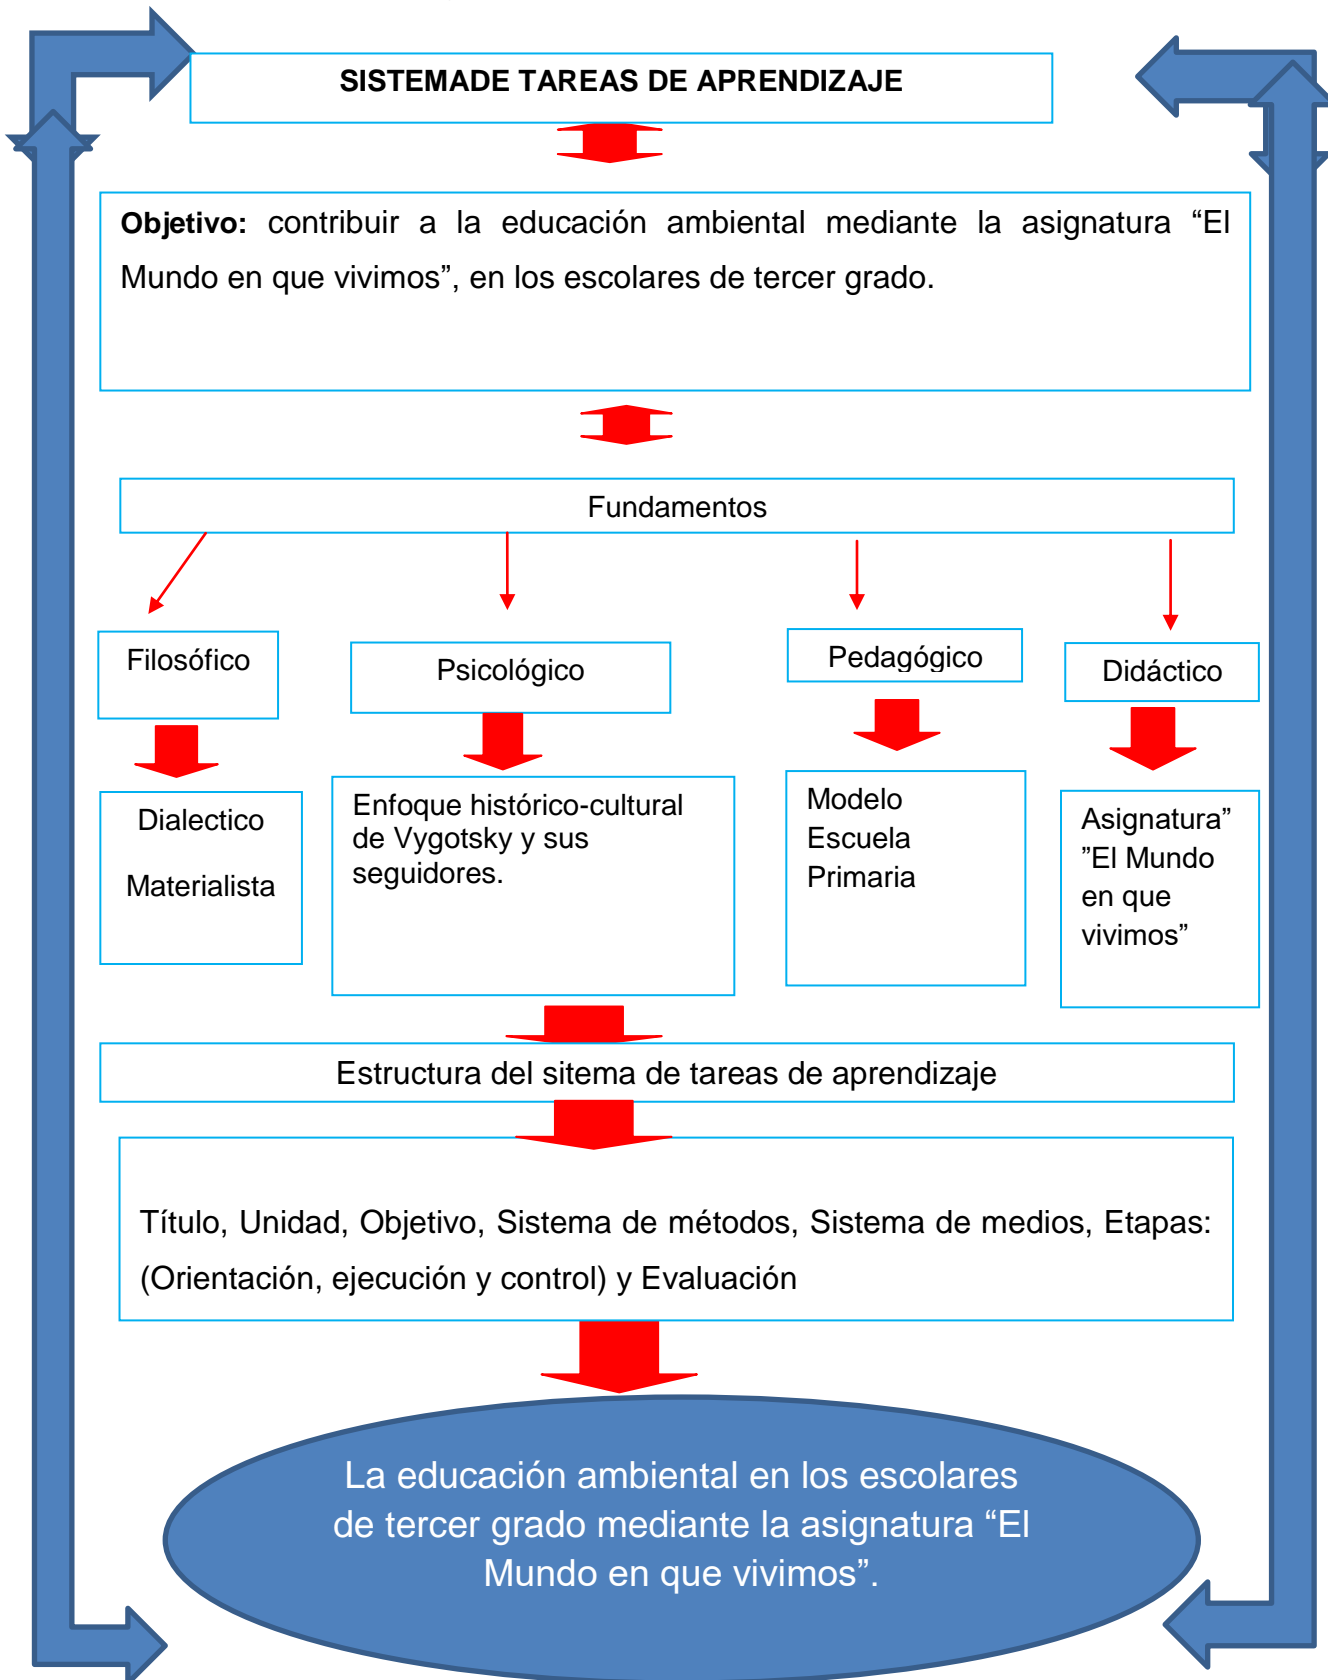 SISTEMADE TAREAS DE APRENDIZAJE
Objetivo: contribuir a la educación ambiental mediante la asignatura “El
Mundo en que vivimos”, en los escolares de tercer grado.
Fundamentos
Filosófico
Psicológico
Pedagógico
Didáctico
Dialectico
Materialista
Enfoque histórico-cultural
de Vygotsky y sus
seguidores.
Modelo
Escuela
Primaria
Asignatura”
”El Mundo
en que
vivimos”
Estructura del sitema de tareas de aprendizaje
Título, Unidad, Objetivo, Sistema de métodos, Sistema de medios, Etapas:
(Orientación, ejecución y control) y Evaluación
La educación ambiental en los escolares
de tercer grado mediante la asignatura “El
Mundo en que vivimos”.